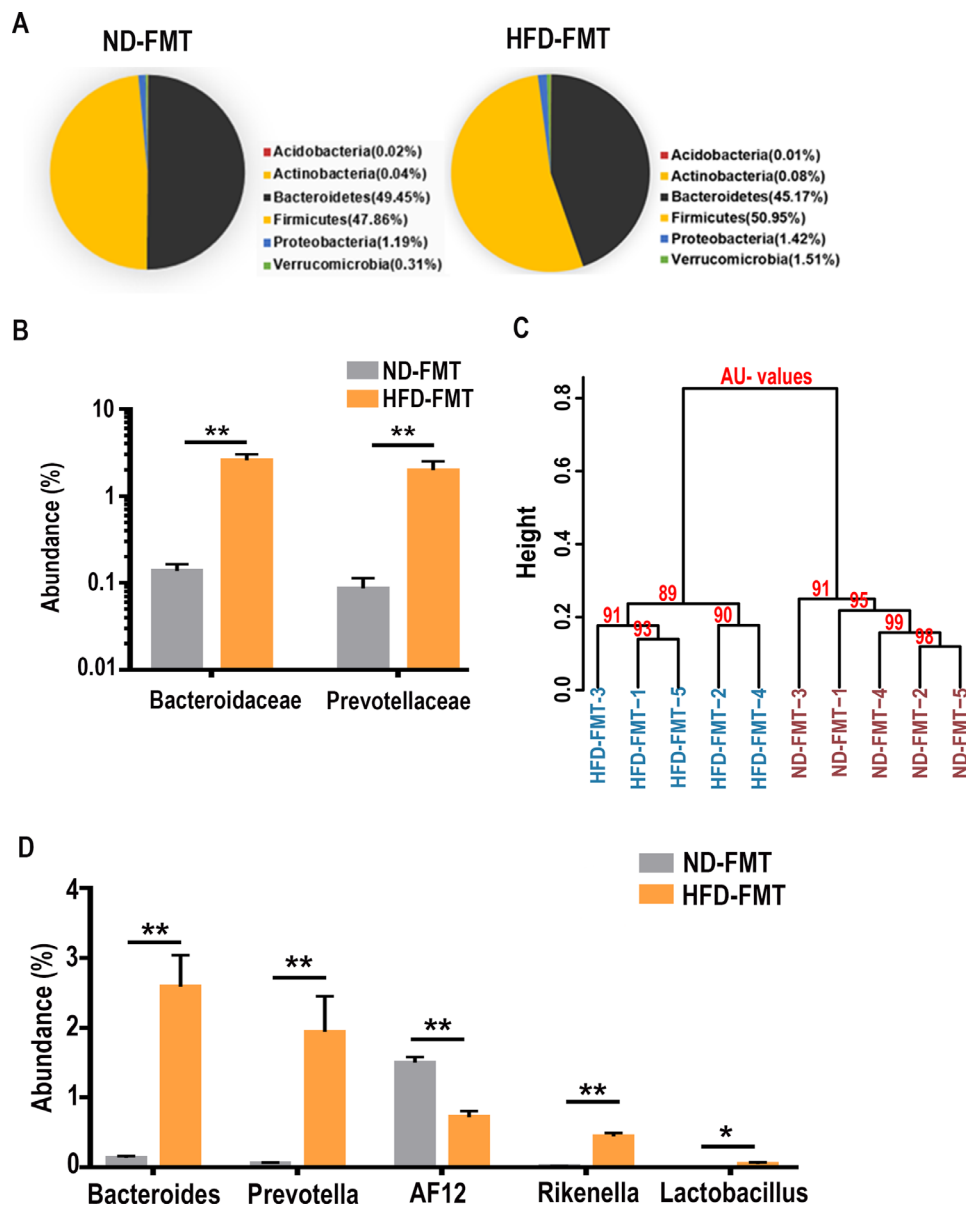 A
ND-FMT
HFD-FMT
Acidobacteria(0.02%)
Actinobacteria(0.04%)
Bacteroidetes(49.45%)
Firmicutes(47.86%)
Proteobacteria(1.19%)
Verrucomicrobia(0.31%)
Acidobacteria(0.01%)
Actinobacteria(0.08%)
Bacteroidetes(45.17%)
Firmicutes(50.95%)
Proteobacteria(1.42%)
Verrucomicrobia(1.51%)
B
ND-FMT
HFD-FMT
Abundance (%)
10
1
0.1
0.01
**
**
Bacteroidaceae
Prevotellaceae
C
AU- values
Height
0.8
0.6
0.4
0.2
0.0
91
89
93
90
91
95
99
98
HFD-FMT-3
HFD-FMT−1
HFD-FMT−5
HFD-FMT−2
HFD-FMT−4
ND-FMT−3
ND-FMT−1
ND-FMT−4
ND-FMT−2
ND-FMT−5
D
ND-FMT
HFD-FMT
Abundance (%)
4
3
2
1
0
**
**
**
**
*
Bacteroides
Prevotella
AF12
Rikenella
Lactobacillus